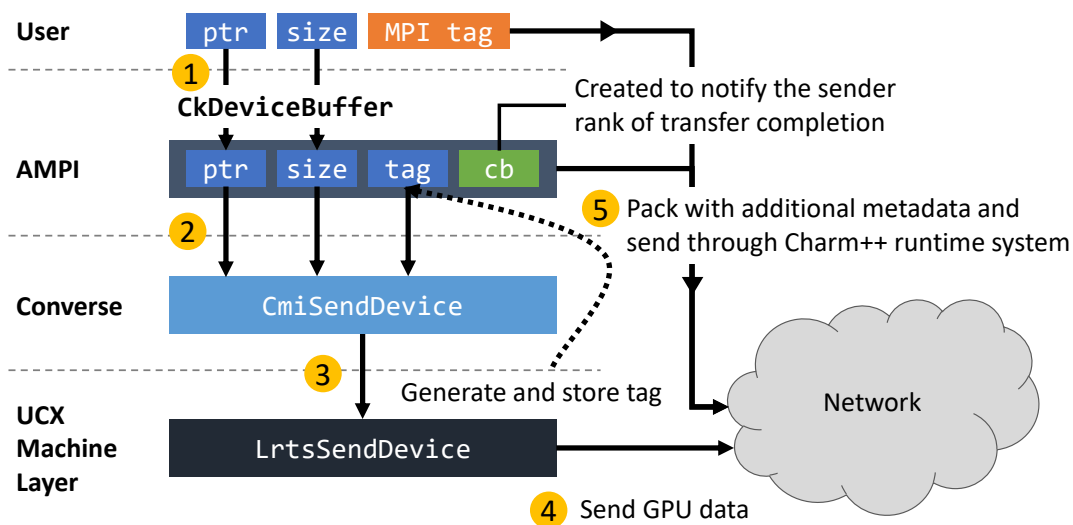 User
ptr size MPI tag
1
CkDeviceBuffer
Created to notify the sender
rank of transfer completion
AMPI
ptr size tag cb
2
5 Pack with additional metadata and
send through Charm++ runtime system
Converse
CmiSendDevice
3
Generate and store tag
Network
UCX
Machine
Layer
LrtsSendDevice
4 Send GPU data